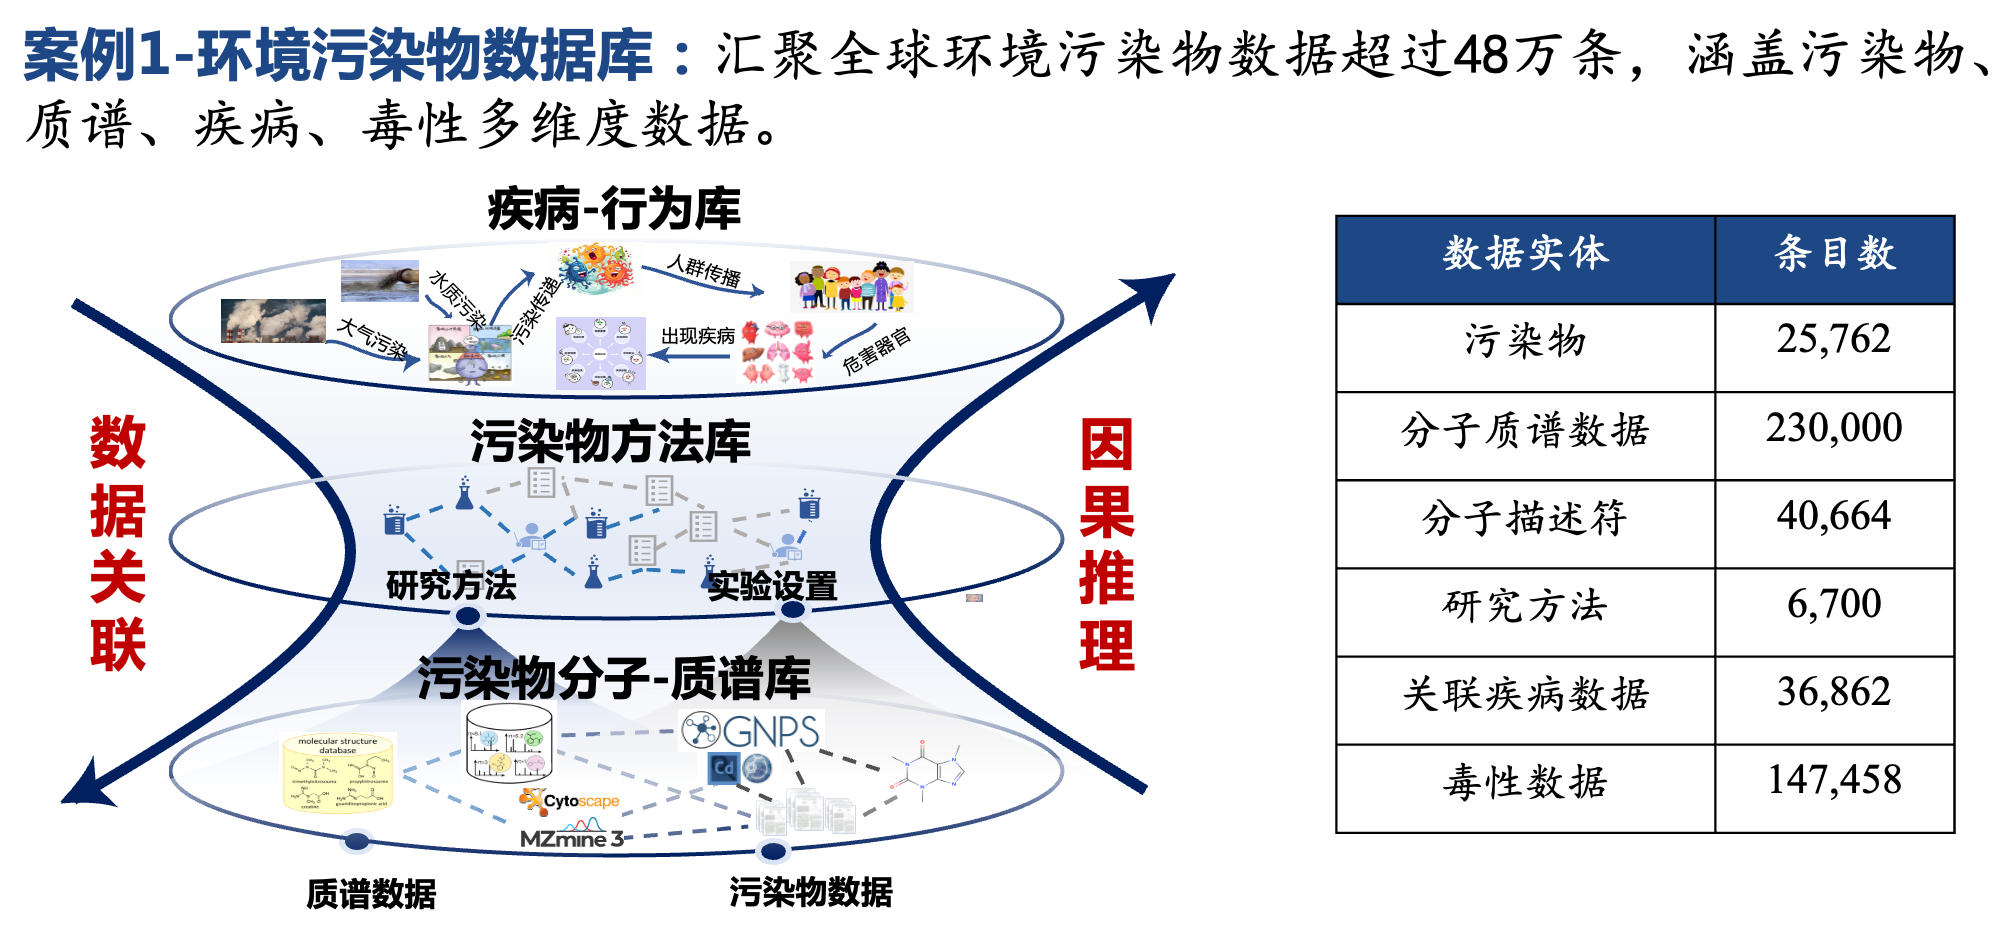 案例1-环境污染物数据库：汇聚全球环境污染物数据超过48万条，涵盖污染物、
质谱、疾病、毒性多维度数据。
疾病-行为库
水质污染
大气污染
污染传递
人群传播
危害器官
出现疾病
数据关联
因果推理
污染物方法库
研究方法
实验设置
污染物分子-质谱库
molecular structure
database
creatine
guanidinopropionic acid
GNPS
Cd
Cytoscape
MZmine 3
质谱数据
污染物数据
数据实体 条目数
污染物 25,762
分子质谱数据 230,000
分子描述符 40,664
研究方法 6,700
关联疾病数据 36,862
毒性数据 147,458